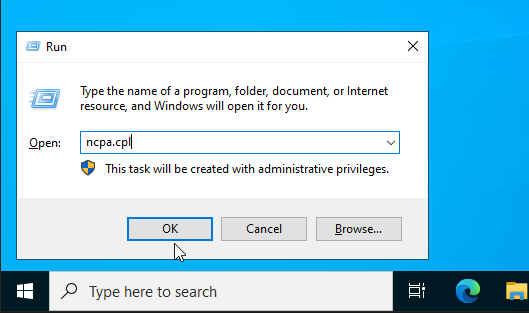 Run
Type the name of a program, folder, document, or Internet
resource, and Windows will open it for you.
Open: ncpa.cpl
This task will be created with administrative privileges.
OK Cancel Browse...
Type here to search